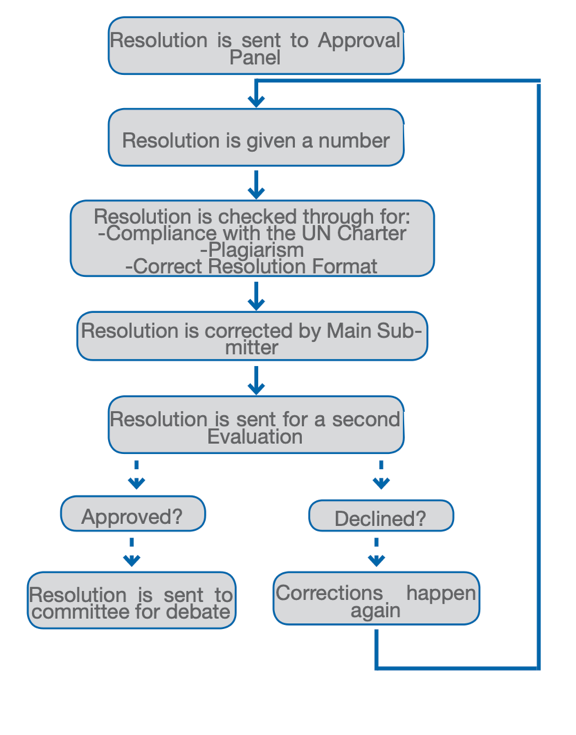 Resolution is sent to Approval
Panel
Resolution is given a number
Resolution is checked through for:
-Compliance with the UN Charter
-Plagiarism
-Correct Resolution Format
Resolution is corrected by Main Sub-
mitter
Resolution is sent for a second
Evaluation
Approved?
Declined?
Resolution is sent to
committee for debate
Corrections happen
again